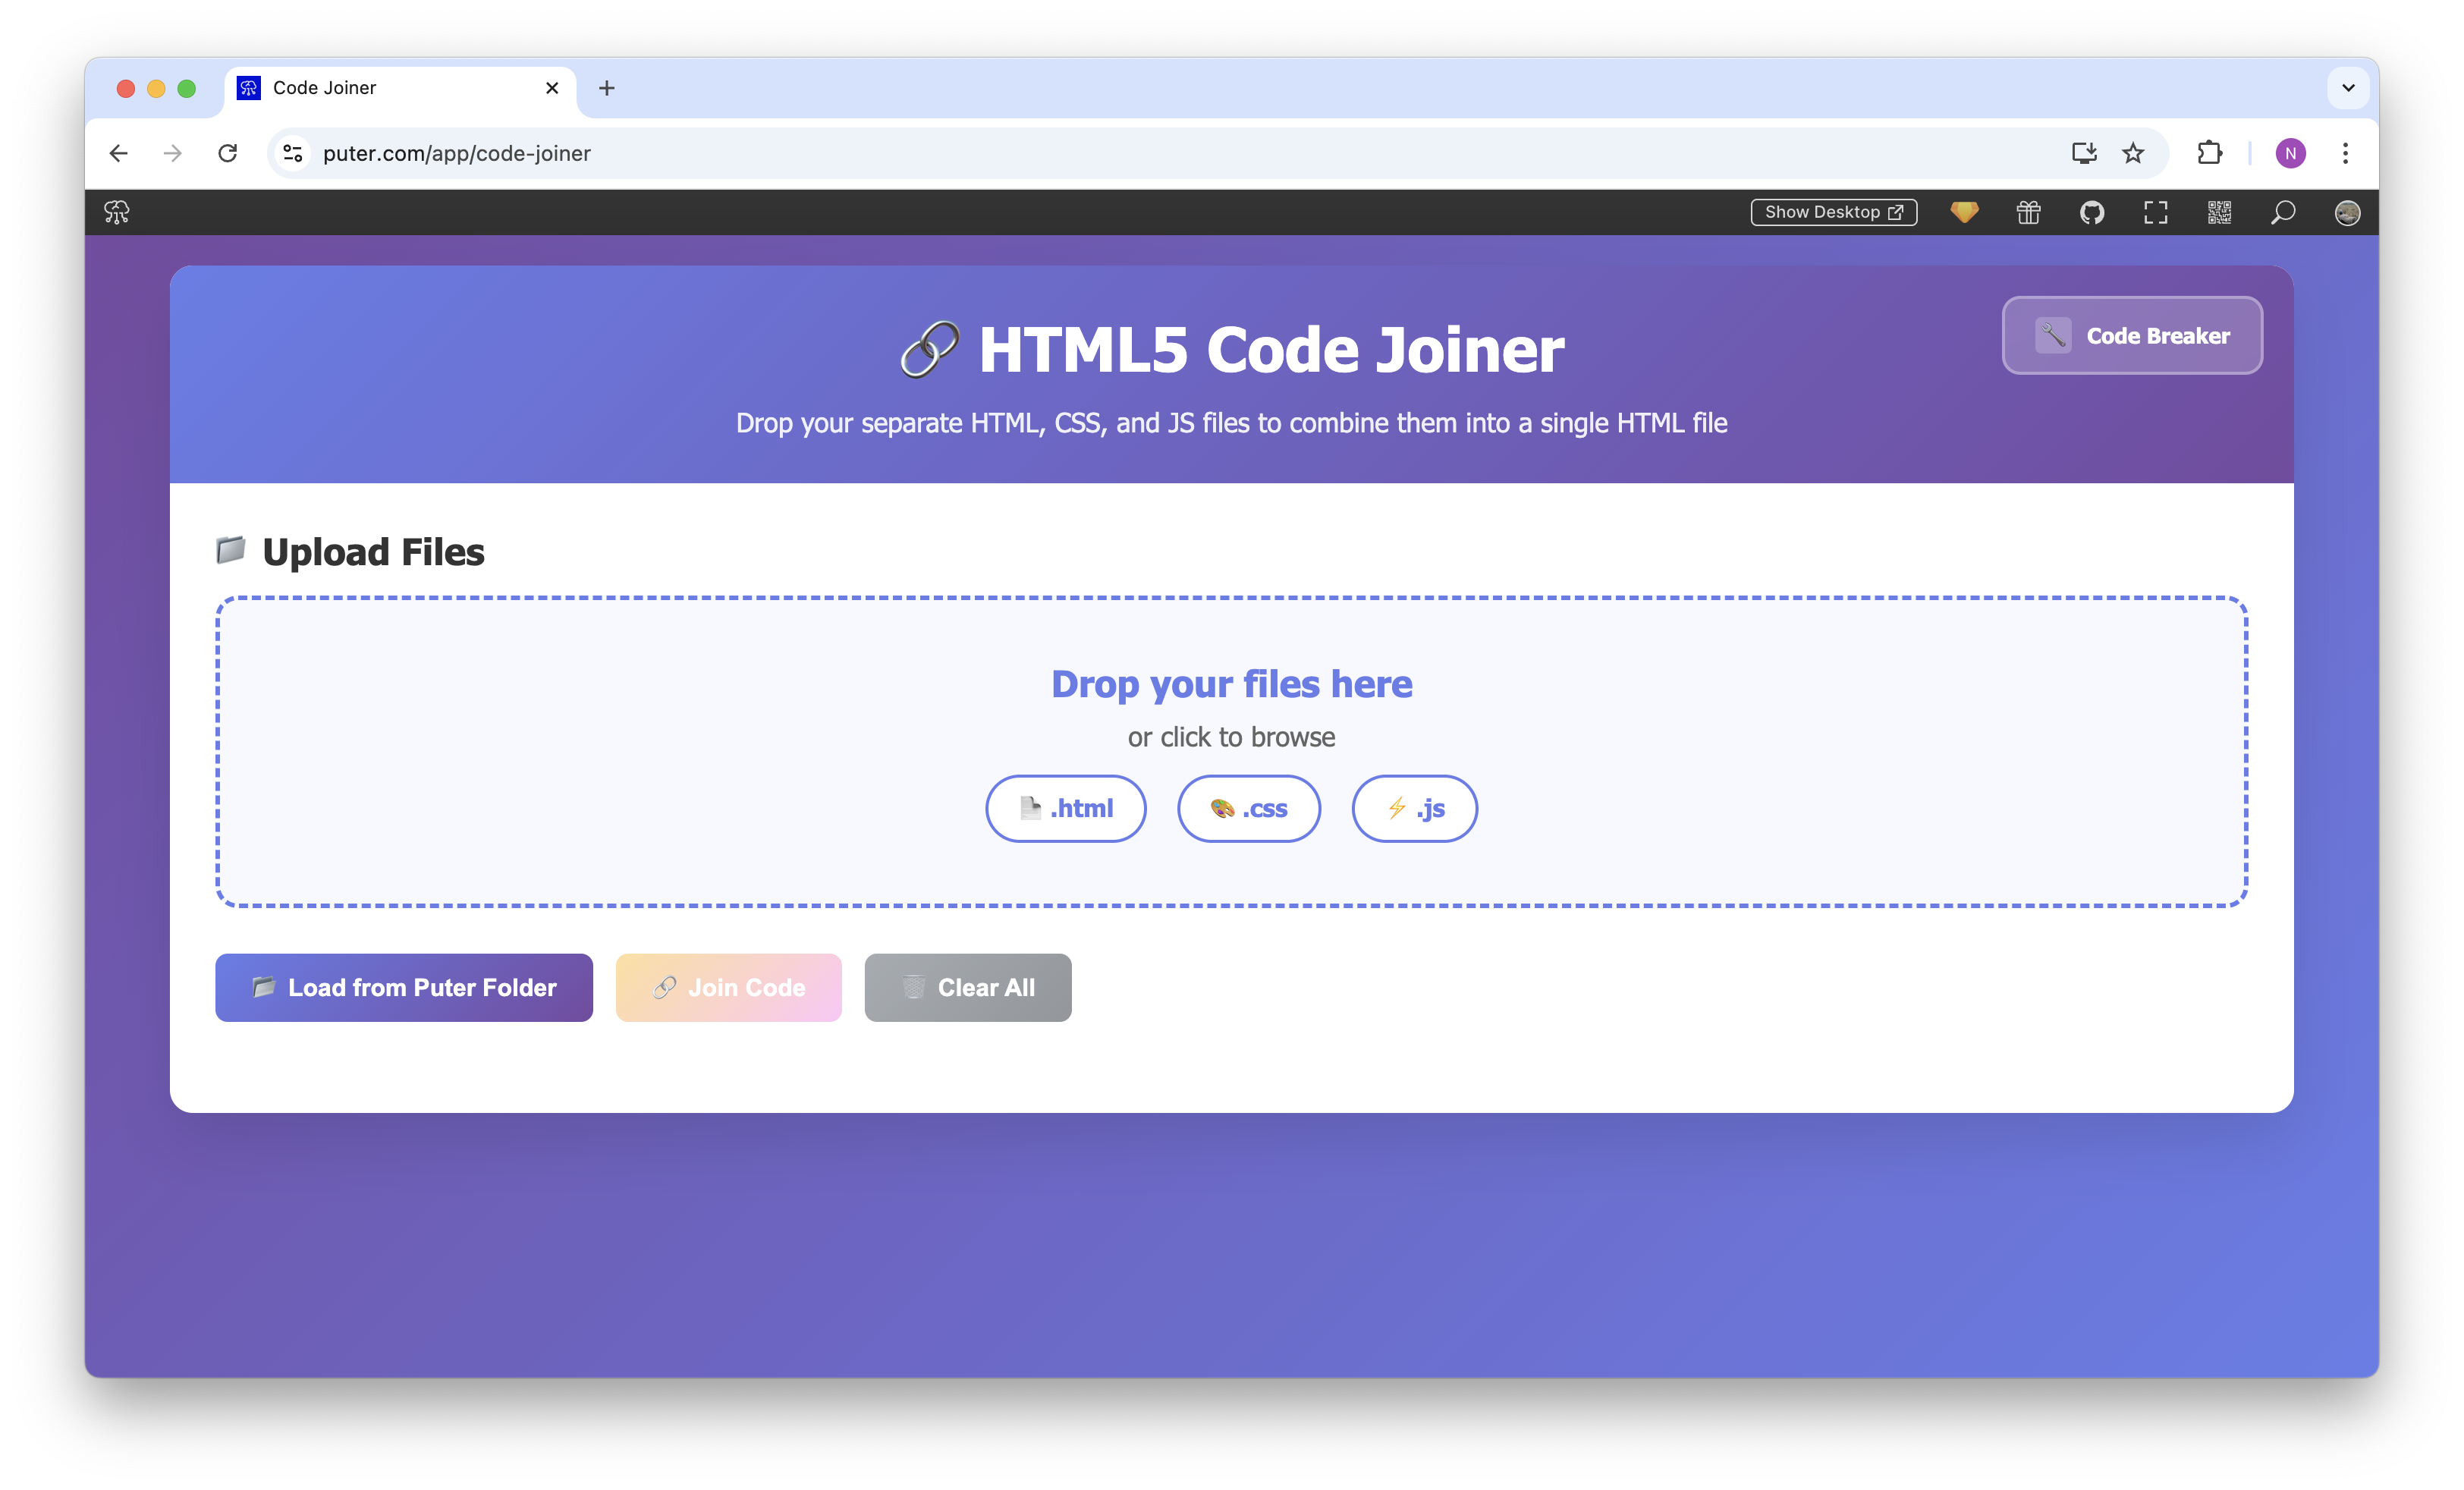 Code Joiner
puter.com/app/code-joiner
N
Show Desktop
🔗 HTML5 Code Joiner
🔧 Code Breaker
Drop your separate HTML, CSS, and JS files to combine them into a single HTML file
📁 Upload Files
Drop your files here
or click to browse
📄 .html
🎨 .css
⚡ .js
📂 Load from Puter Folder
🔗 Join Code
🗑️ Clear All